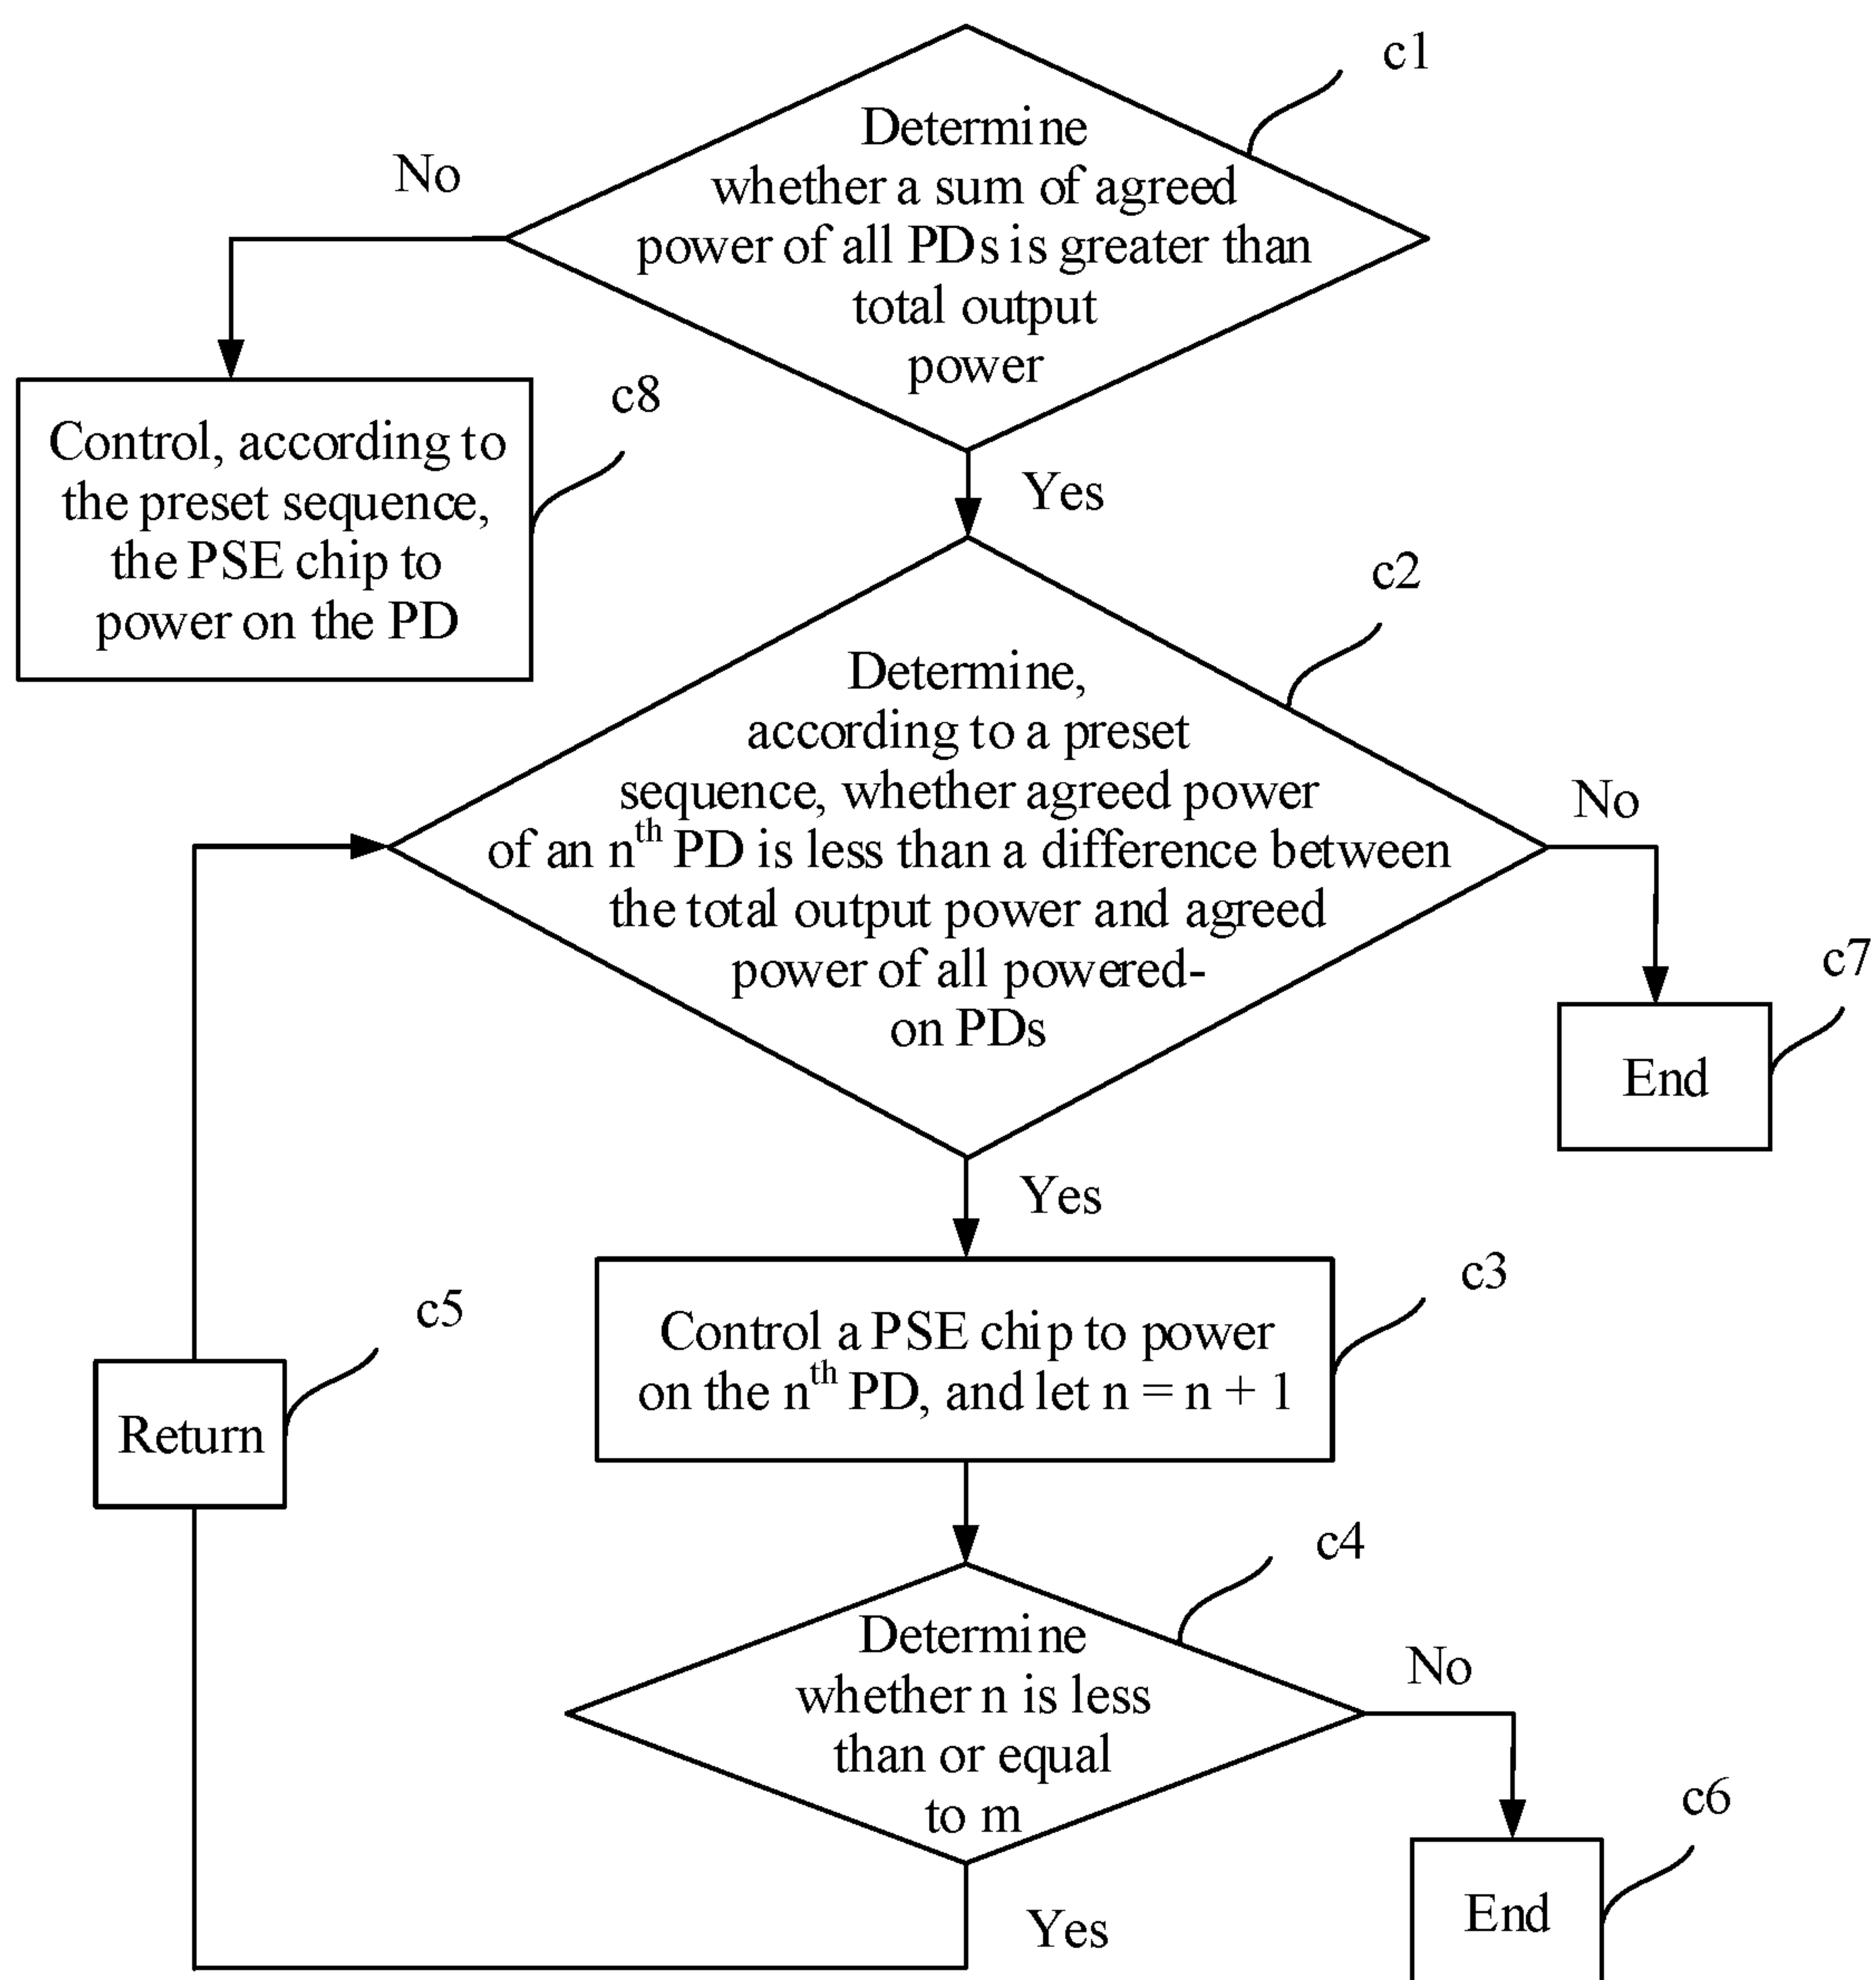 c1
Determine
whether a sum of agreed
power of all PDs is greater than
total output
power
No
Yes
c8
Control, according to
the preset sequence,
the PSE chip to
power on the PD
c2
Determine,
according to a preset
sequence, whether agreed power
of an nth PD is less than a difference between
the total output power and agreed
power of all powered-
on PDs
No
c7
End
Yes
c3
Control a PSE chip to power
on the nth PD, and let n = n + 1
c5
Return
c4
Determine
whether n is less
than or equal
to m
No
c6
End
Yes